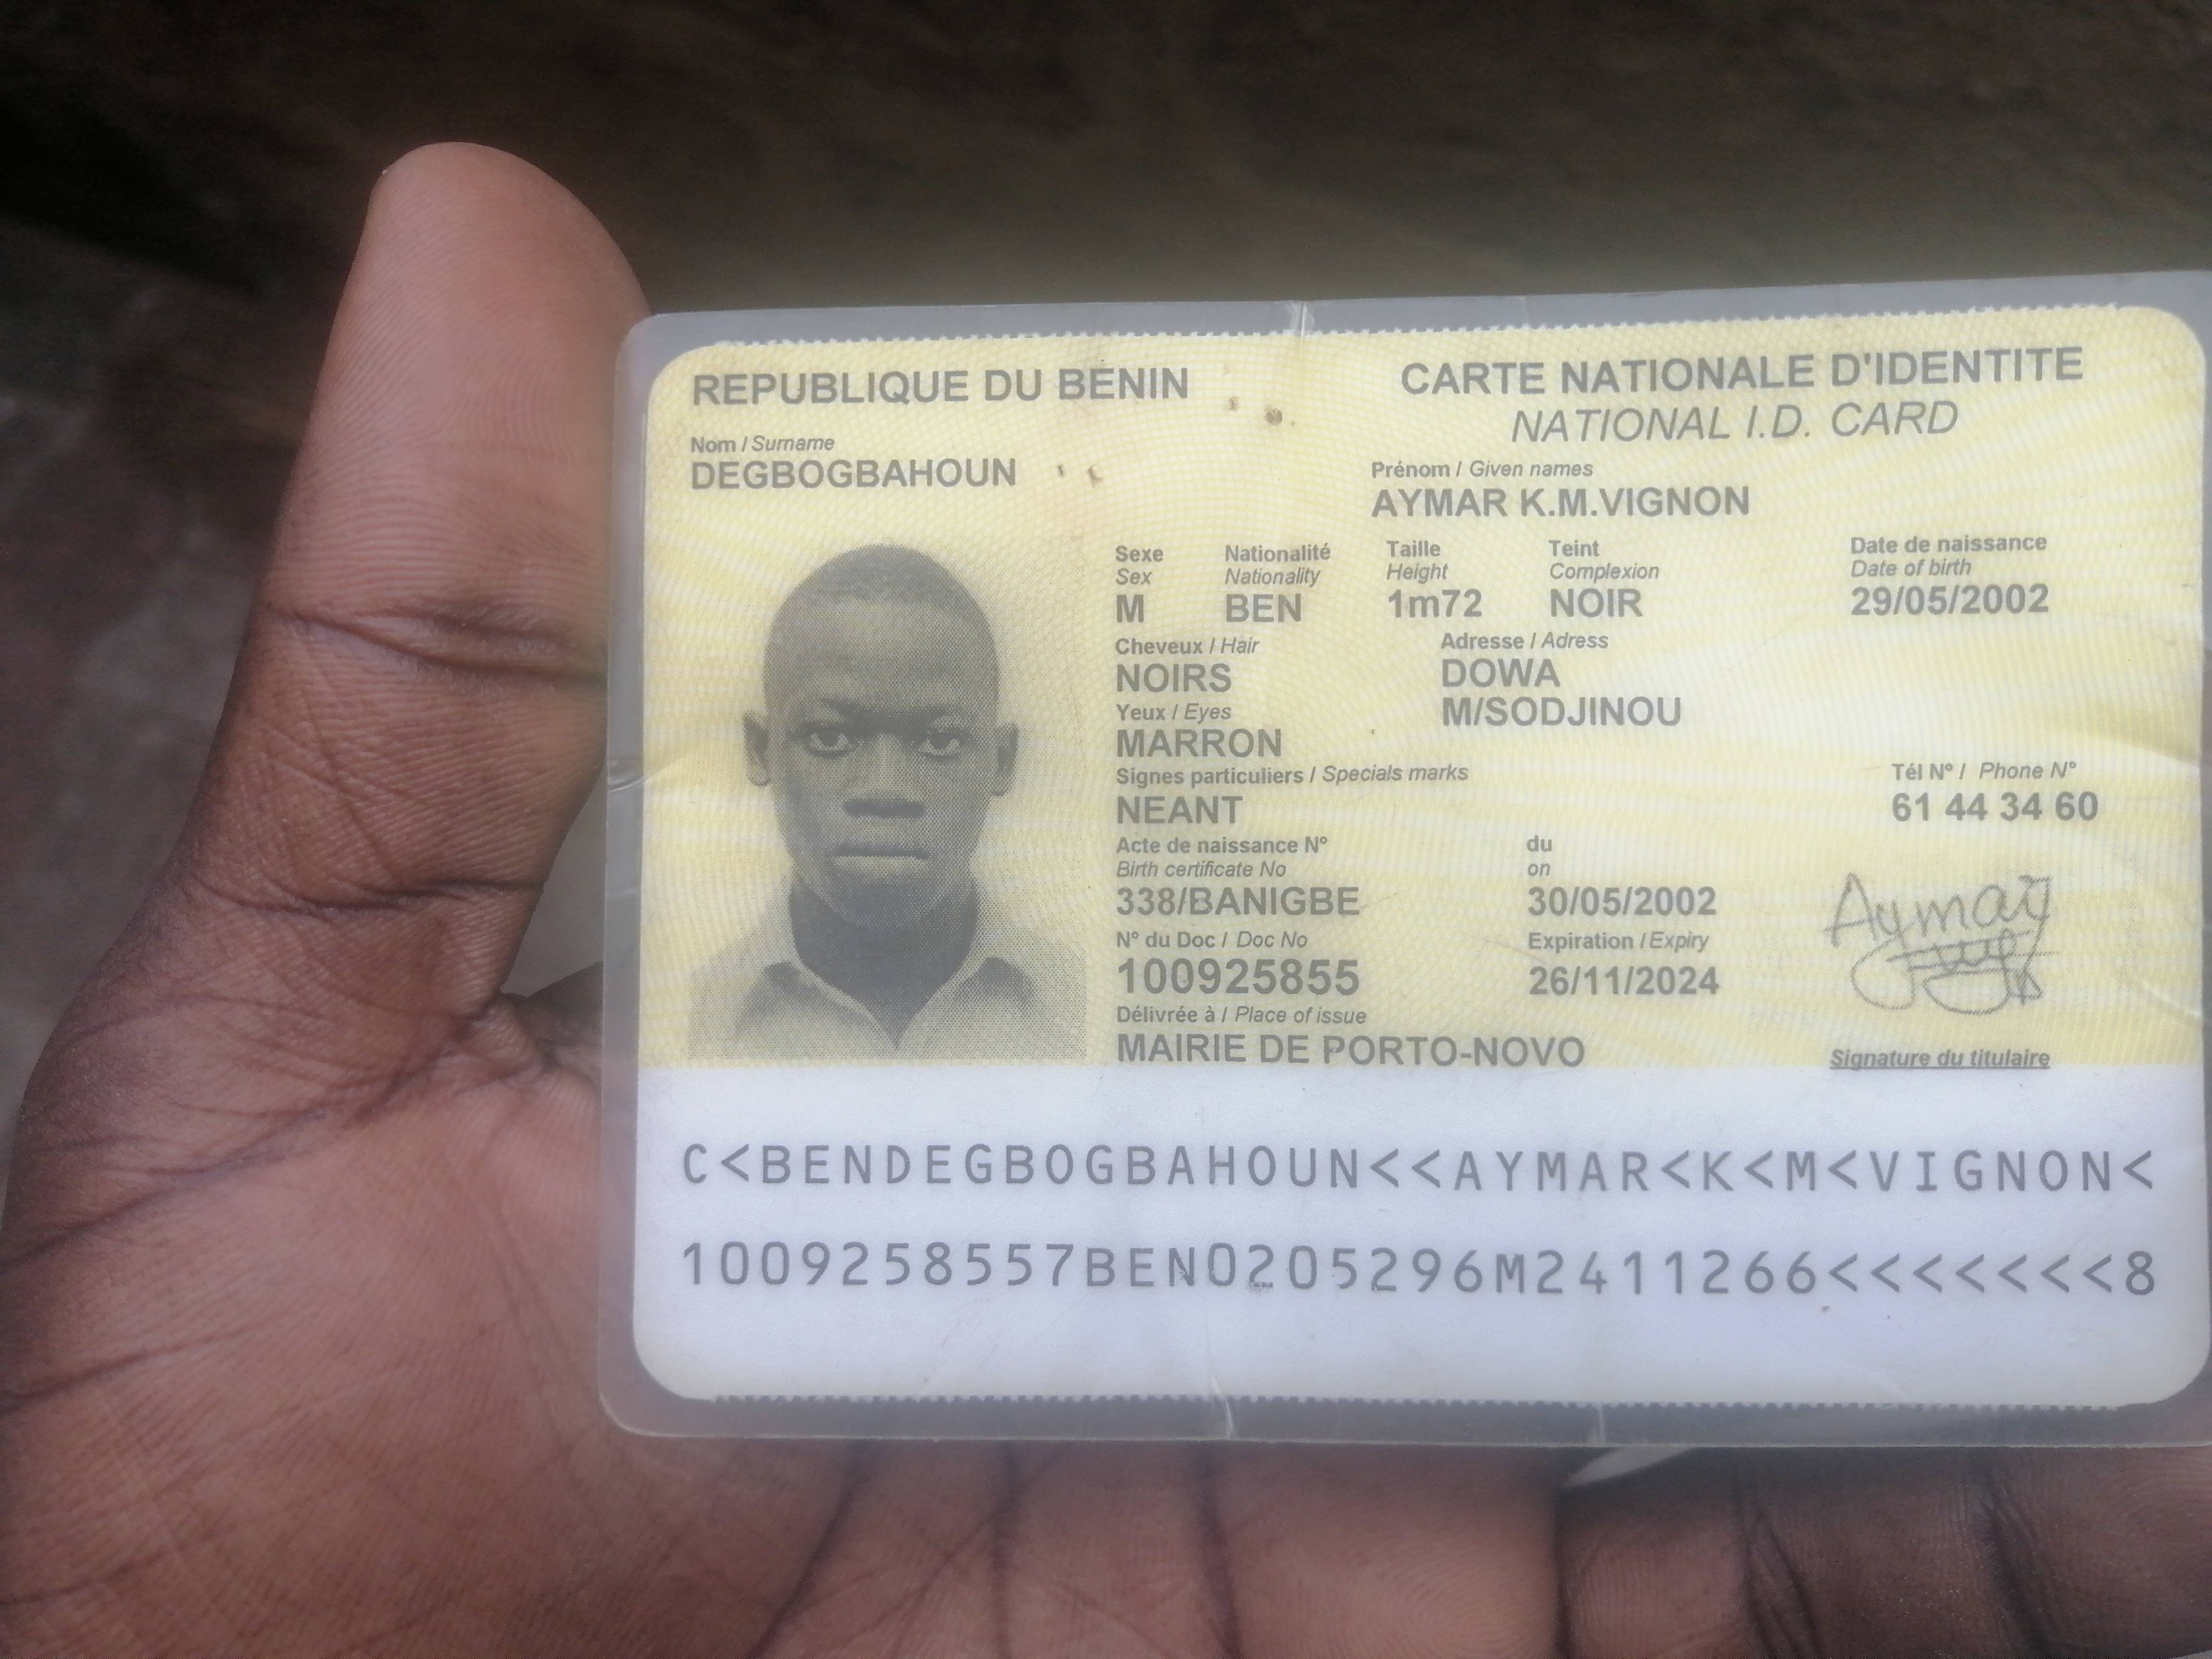 REPUBLIQUE DU BENIN
CARTE NATIONALE D'IDENTITE
NATIONAL I.D. CARD
Nom / Surname
DEGBOGBAHOUN
Prénom / Given names
AYMAR K.M.VIGNON
Sexe Nationalité Taille Teint Date de naissance
Sex Nationality Height Complexion Date of birth
M BEN 1m72 NOIR 29/05/2002
Cheveux / Hair Adresse / Adress
NOIRS DOWA
Yeux / Eyes M/SODJINOU
MARRON
Signes particuliers / Specials marks Tél N° / Phone N°
NEANT 61 44 34 60
Acte de naissance N° du
Birth certificate No on
338/BANIGBE 30/05/2002
Aymar
N° du Doc / Doc No Expiration / Expiry
100925855 26/11/2024
Délivrée à / Place of issue
MAIRIE DE PORTO-NOVO Signature du titulaire
C<BENDEGBOGBAHOUN<<AYMAR<K<M<VIGNON<
1009258557BEN0205296M2411266<<<<<<<8